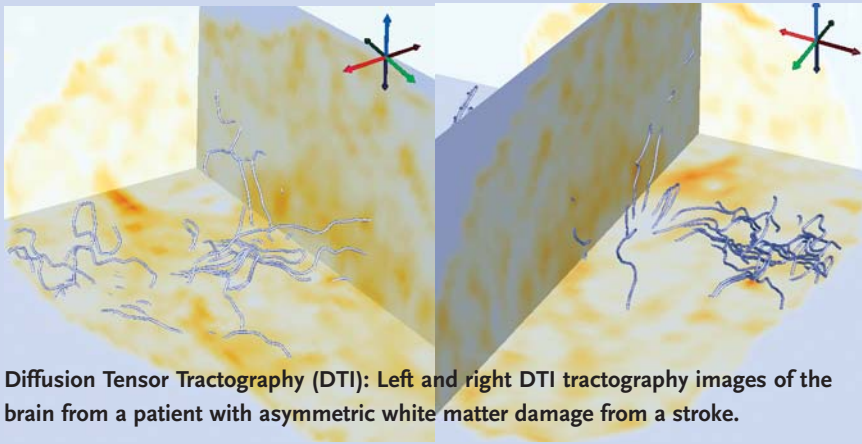 Diffusion Tensor Tractography (DTI): Left and right DTI tractography images of the
brain from a patient with asymmetric white matter damage from a stroke.